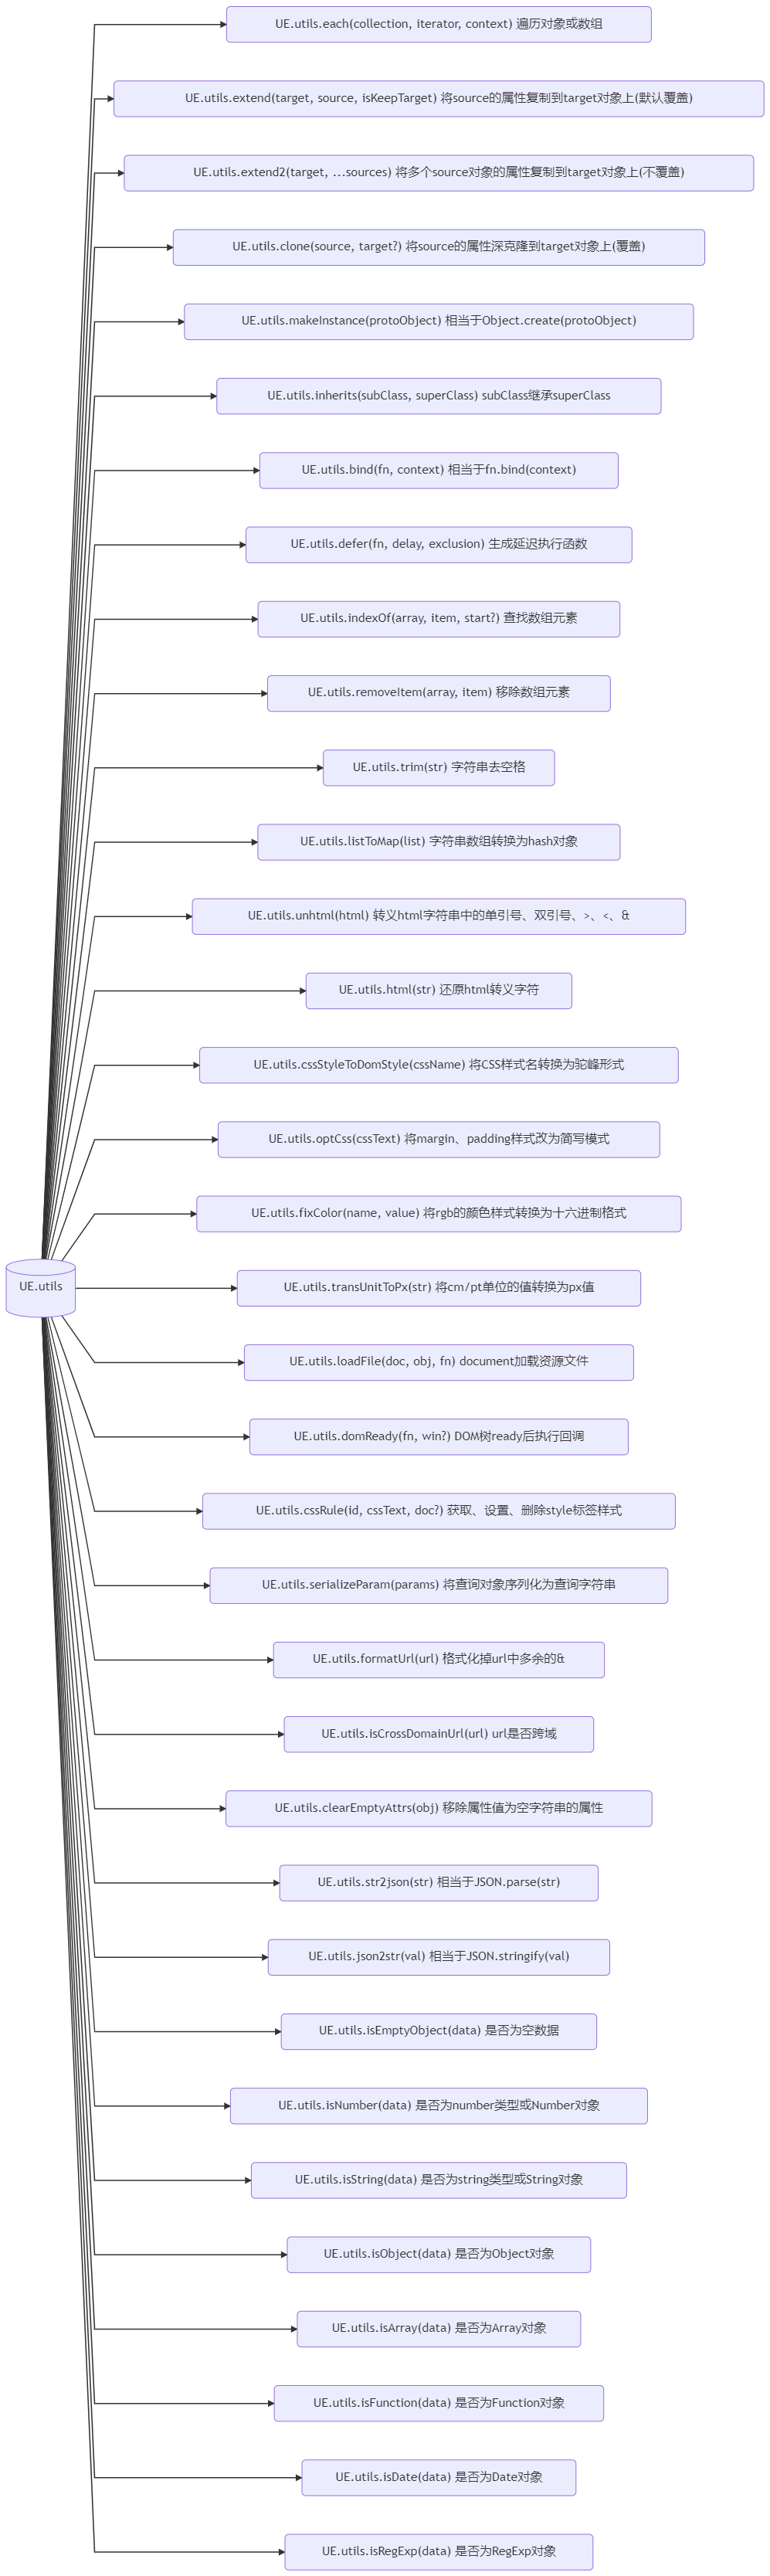 UE.utils.each(collection, iterator, context) 遍历对象或数组
UE.utils.extend(target, source, isKeepTarget) 将source的属性复制到target对象上(默认覆盖)
UE.utils.extend2(target, ...sources) 将多个source对象的属性复制到target对象上(不覆盖)
UE.utils.clone(source, target?) 将source的属性深克隆到target对象上(覆盖)
UE.utils.makeInstance(protoObject) 相当于Object.create(protoObject)
UE.utils.inherits(subClass, superClass) subClass继承superClass
UE.utils.bind(fn, context) 相当于fn.bind(context)
UE.utils.defer(fn, delay, exclusion) 生成延迟执行函数
UE.utils.indexOf(array, item, start?) 查找数组元素
UE.utils.removeItem(array, item) 移除数组元素
UE.utils.trim(str) 字符串去空格
UE.utils.listToMap(list) 字符串数组转换为hash对象
UE.utils.unhtml(html) 转义html字符串中的单引号、双引号、>、<、&
UE.utils.html(str) 还原html转义字符
UE.utils.cssStyleToDomStyle(cssName) 将CSS样式名转换为驼峰形式
UE.utils.optCss(cssText) 将margin、padding样式改为简写模式
UE.utils.fixColor(name, value) 将rgb的颜色样式转换为十六进制格式
UE.utils
UE.utils.transUnitToPx(str) 将cm/pt单位的值转换为px值
UE.utils.loadFile(doc, obj, fn) document加载资源文件
UE.utils.domReady(fn, win?) DOM树ready后执行回调
UE.utils.cssRule(id, cssText, doc?) 获取、设置、删除style标签样式
UE.utils.serializeParam(params) 将查询对象序列化为查询字符串
UE.utils.formatUrl(url) 格式化掉url中多余的&
UE.utils.isCrossDomainUrl(url) url是否跨域
UE.utils.clearEmptyAttrs(obj) 移除属性值为空字符串的属性
UE.utils.str2json(str) 相当于JSON.parse(str)
UE.utils.json2str(val) 相当于JSON.stringify(val)
UE.utils.isEmptyObject(data) 是否为空数据
UE.utils.isNumber(data) 是否为number类型或Number对象
UE.utils.isString(data) 是否为string类型或String对象
UE.utils.isObject(data) 是否为Object对象
UE.utils.isArray(data) 是否为Array对象
UE.utils.isFunction(data) 是否为Function对象
UE.utils.isDate(data) 是否为Date对象
UE.utils.isRegExp(data) 是否为RegExp对象